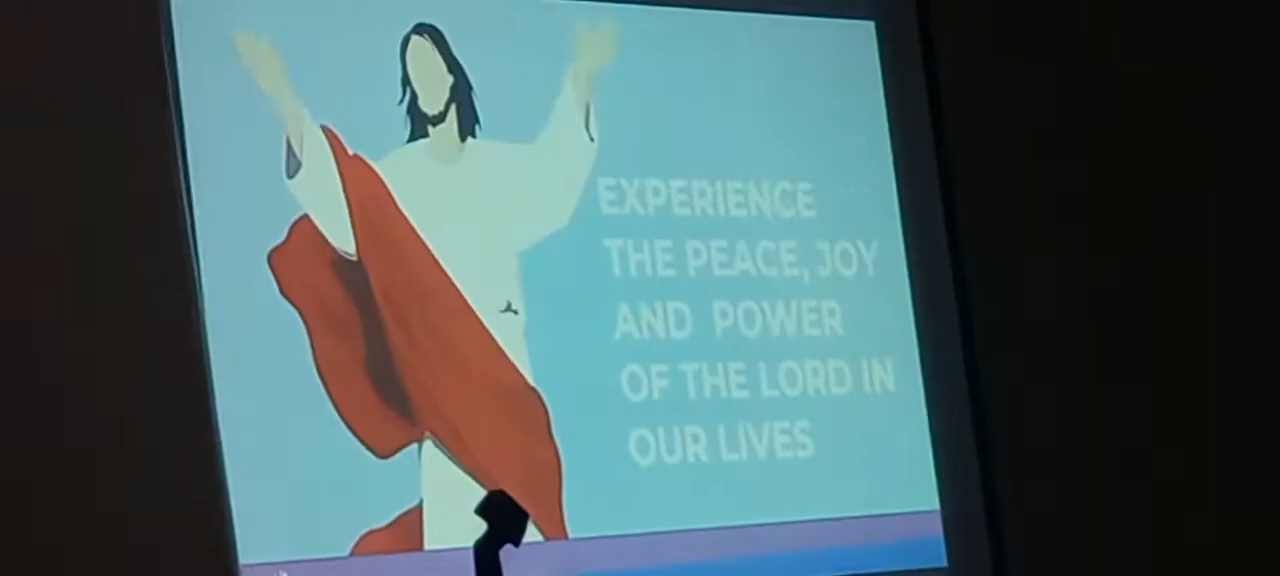 EXPERIENCE
THE PEACE, JOY
AND POWER
OF THE LORD IN
OUR LIVES